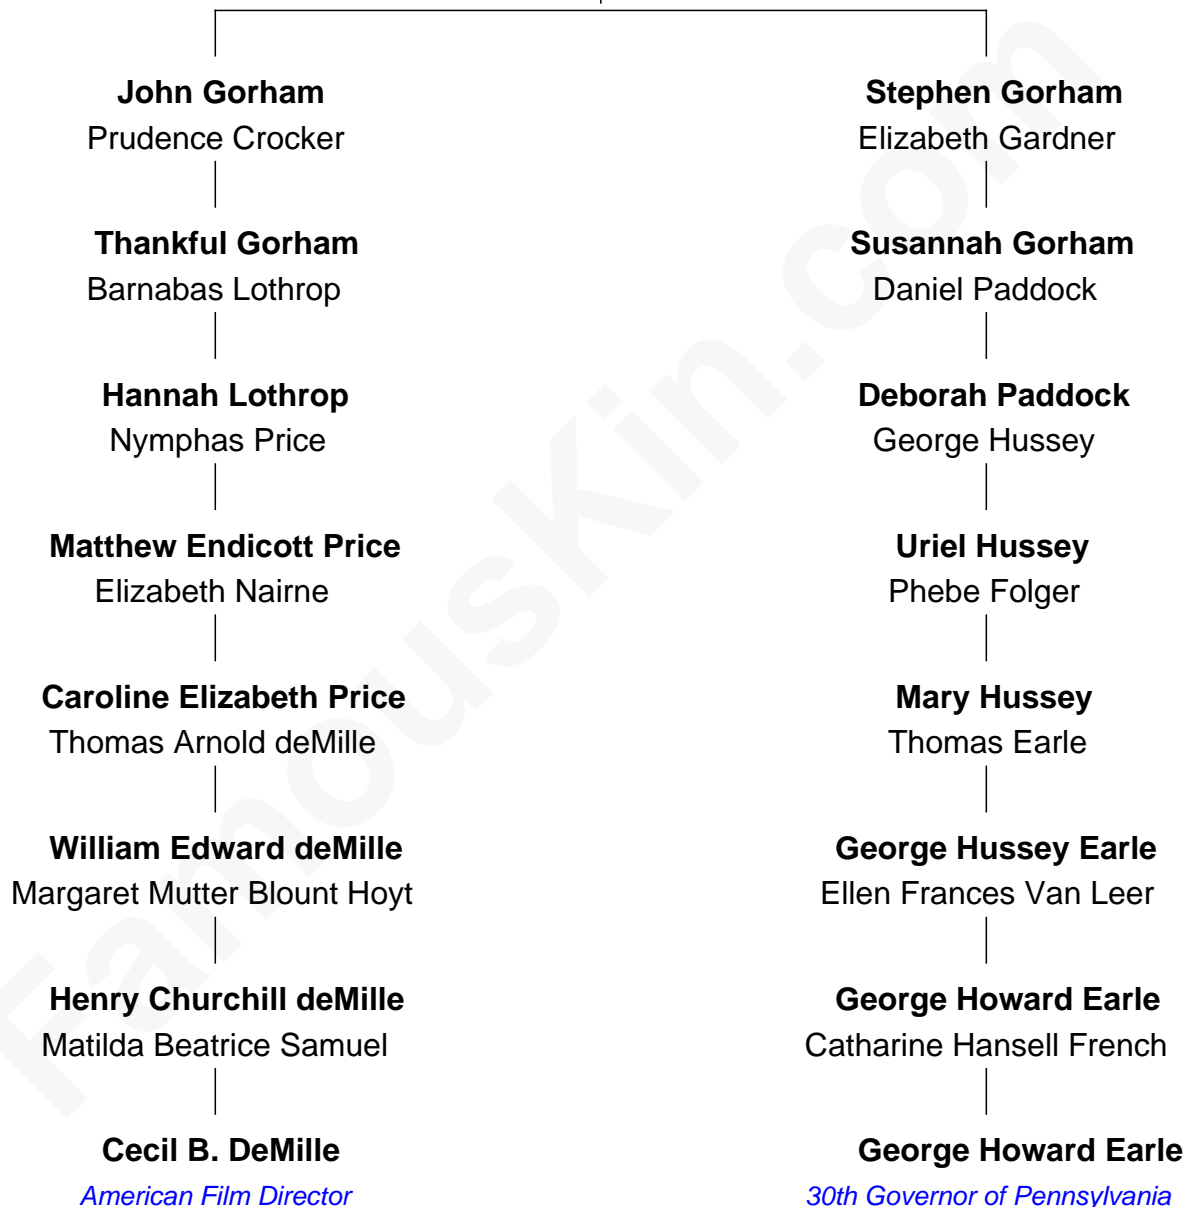 John Gorham
Prudence Crocker
Thankful Gorham
Barnabas Lothrop
Hannah Lothrop
Nymphas Price
Matthew Endicott Price
Elizabeth Nairne
Caroline Elizabeth Price
Thomas Arnold deMille
William Edward deMille
Margaret Mutter Blount Hoyt
Henry Churchill deMille
Matilda Beatrice Samuel
Cecil B. DeMille
American Film Director
Stephen Gorham
Elizabeth Gardner
Susannah Gorham
Daniel Paddock
Deborah Paddock
George Hussey
Uriel Hussey
Phebe Folger
Mary Hussey
Thomas Earle
George Hussey Earle
Ellen Frances Van Leer
George Howard Earle
Catharine Hansell French
George Howard Earle
30th Governor of Pennsylvania
FamousKin.com